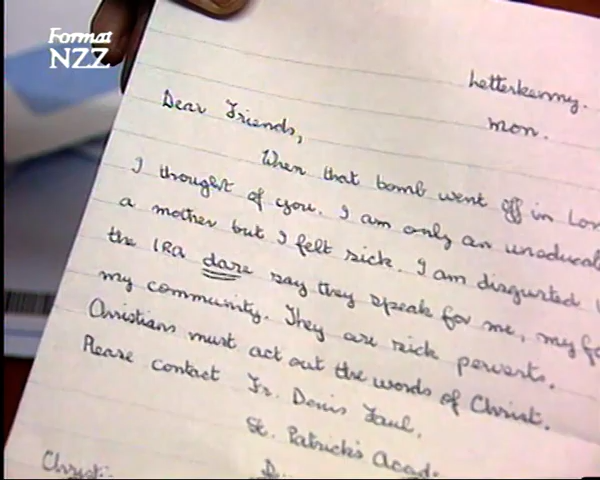 Format
NZZ
Letterkenny.
Mon.
Dear Friends,
When that bomb went off in Lon
I thought of you. I am only an uneducat
a mother but I felt sick. I am disgusted
the IRA dare say they speak for me, my fa
my community. They are sick perverts.
Christians must act out the words of Christ.
Please contact Fr. Denis Faul,
St. Patrick's Acad.
Christi
D